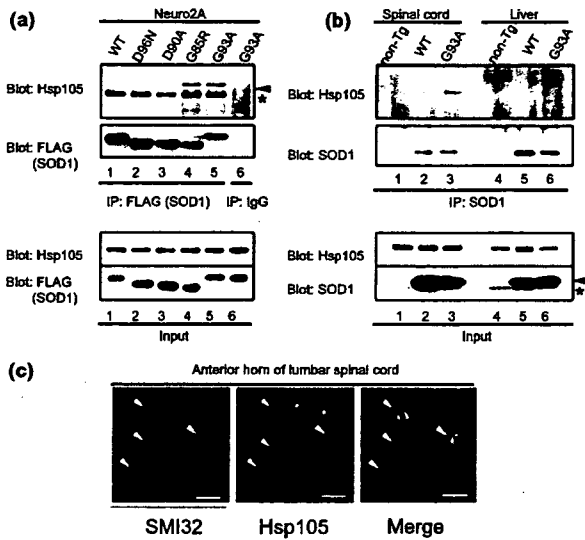 (a)
Neuro2A
WT D96N D90A G85R G93A G93A
Blot: Hsp105
*
Blot: FLAG (SOD1)
1 2 3 4 5 6
IP: FLAG (SOD1) IP: IgG
Blot: Hsp105
Blot: FLAG (SOD1)
1 2 3 4 5 6
Input
(b)
Spinal cord Liver
non-Tg WT G93A non-Tg WT G93A
Blot: Hsp105
Blot: SOD1
1 2 3 4 5 6
IP: SOD1
Blot: Hsp105
Blot: SOD1
*
1 2 3 4 5 6
Input
(c)
Anterior horn of lumbar spinal cord
SMI32 Hsp105 Merge